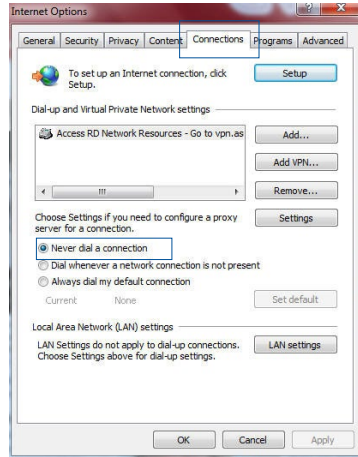 Internet Options
General Security Privacy Content Connections Programs Advanced
To set up an Internet connection, click
Setup.
Setup
Dial-up and Virtual Private Network settings
Access RD Network Resources - Go to vpn.as
Add...
Add VPN...
Remove...
Choose Settings if you need to configure a proxy
server for a connection.
Settings
Never dial a connection
Dial whenever a network connection is not present
Always dial my default connection
Current None
Set default
Local Area Network (LAN) settings
LAN Settings do not apply to dial-up connections.
Choose Settings above for dial-up settings.
LAN settings
OK Cancel Apply